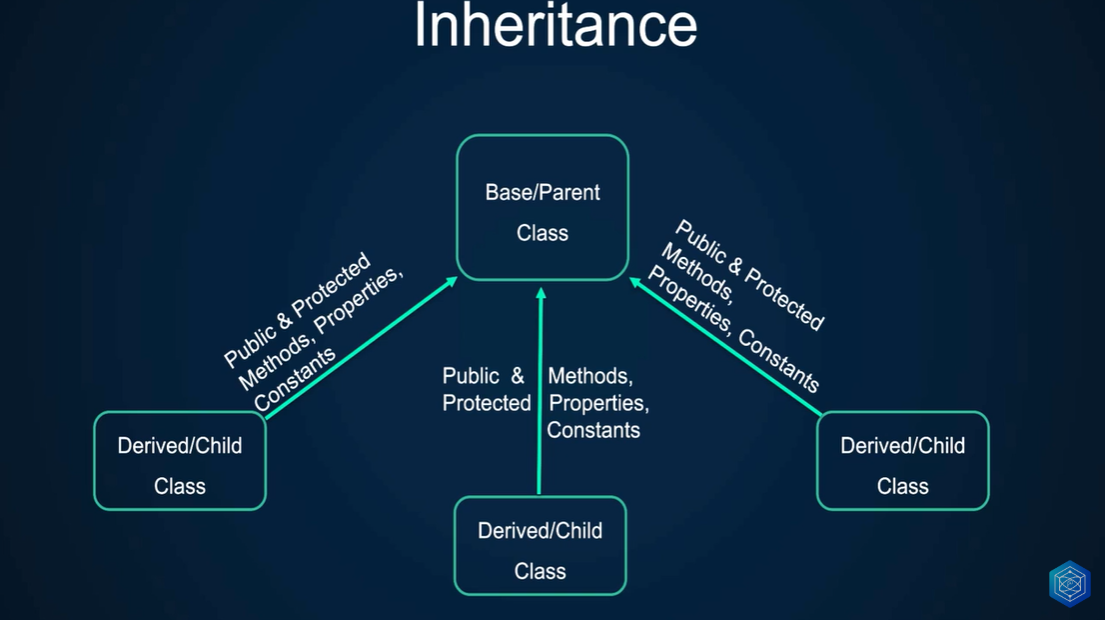 Inheritance
Base/Parent
Class
Public & Protected
Methods, Properties,
Constants
Public & Protected
Methods,
Properties, Constants
Public & Methods,
Protected Properties,
Constants
Derived/Child
Class
Derived/Child
Class
Derived/Child
Class